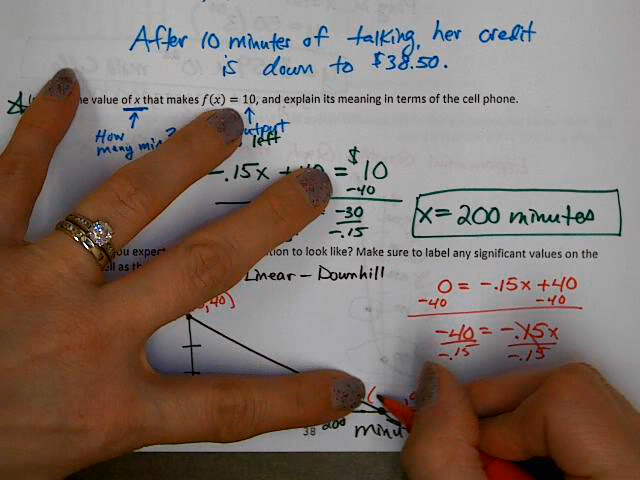 After 10 minutes of talking, her credit
is down to $38.50.
e value of x that makes f(x) = 10, and explain its meaning in terms of the cell phone.
How many min? utput
left
-.15x + 40 = $10
-40
-30
-.15
x = 200 minutes
you expect tion to look like? Make sure to label any significant values on the
ell as th
Linear - Downhill
0 = -.15x + 40
-40 -40
-40 = -.15x
-.15 -.15
,40)
(
38 200 minu